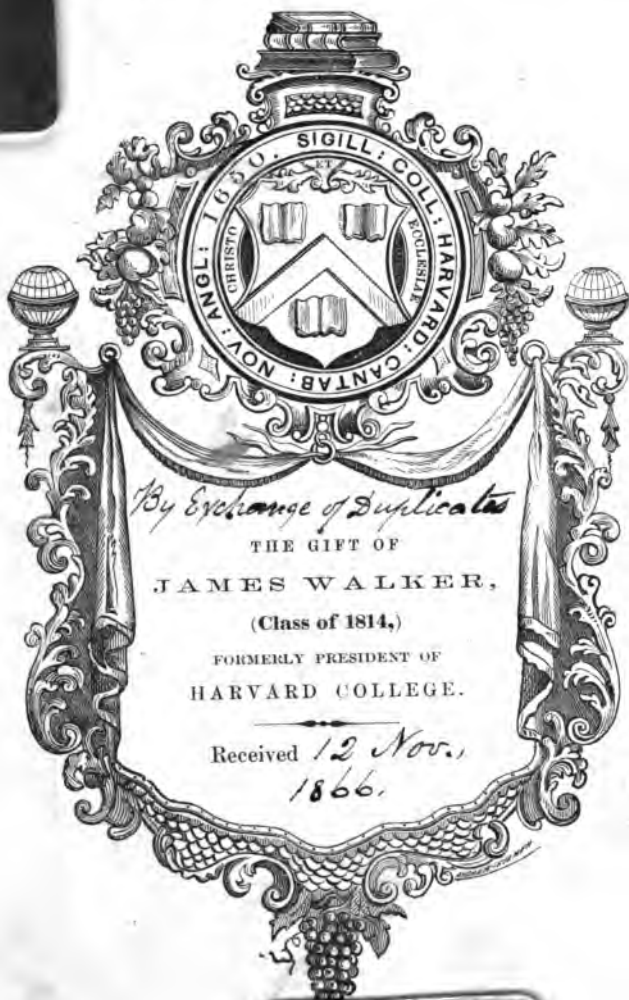 SIGILL: COLL: HARVARD: CANTAB: NOV: ANGL: 1650.
CHRISTO ET ECCLESIAE
By Exchange of Duplicates
THE GIFT OF
JAMES WALKER,
(Class of 1814,)
FORMERLY PRESIDENT OF
HARVARD COLLEGE.
Received 12 Nov.,
1866.